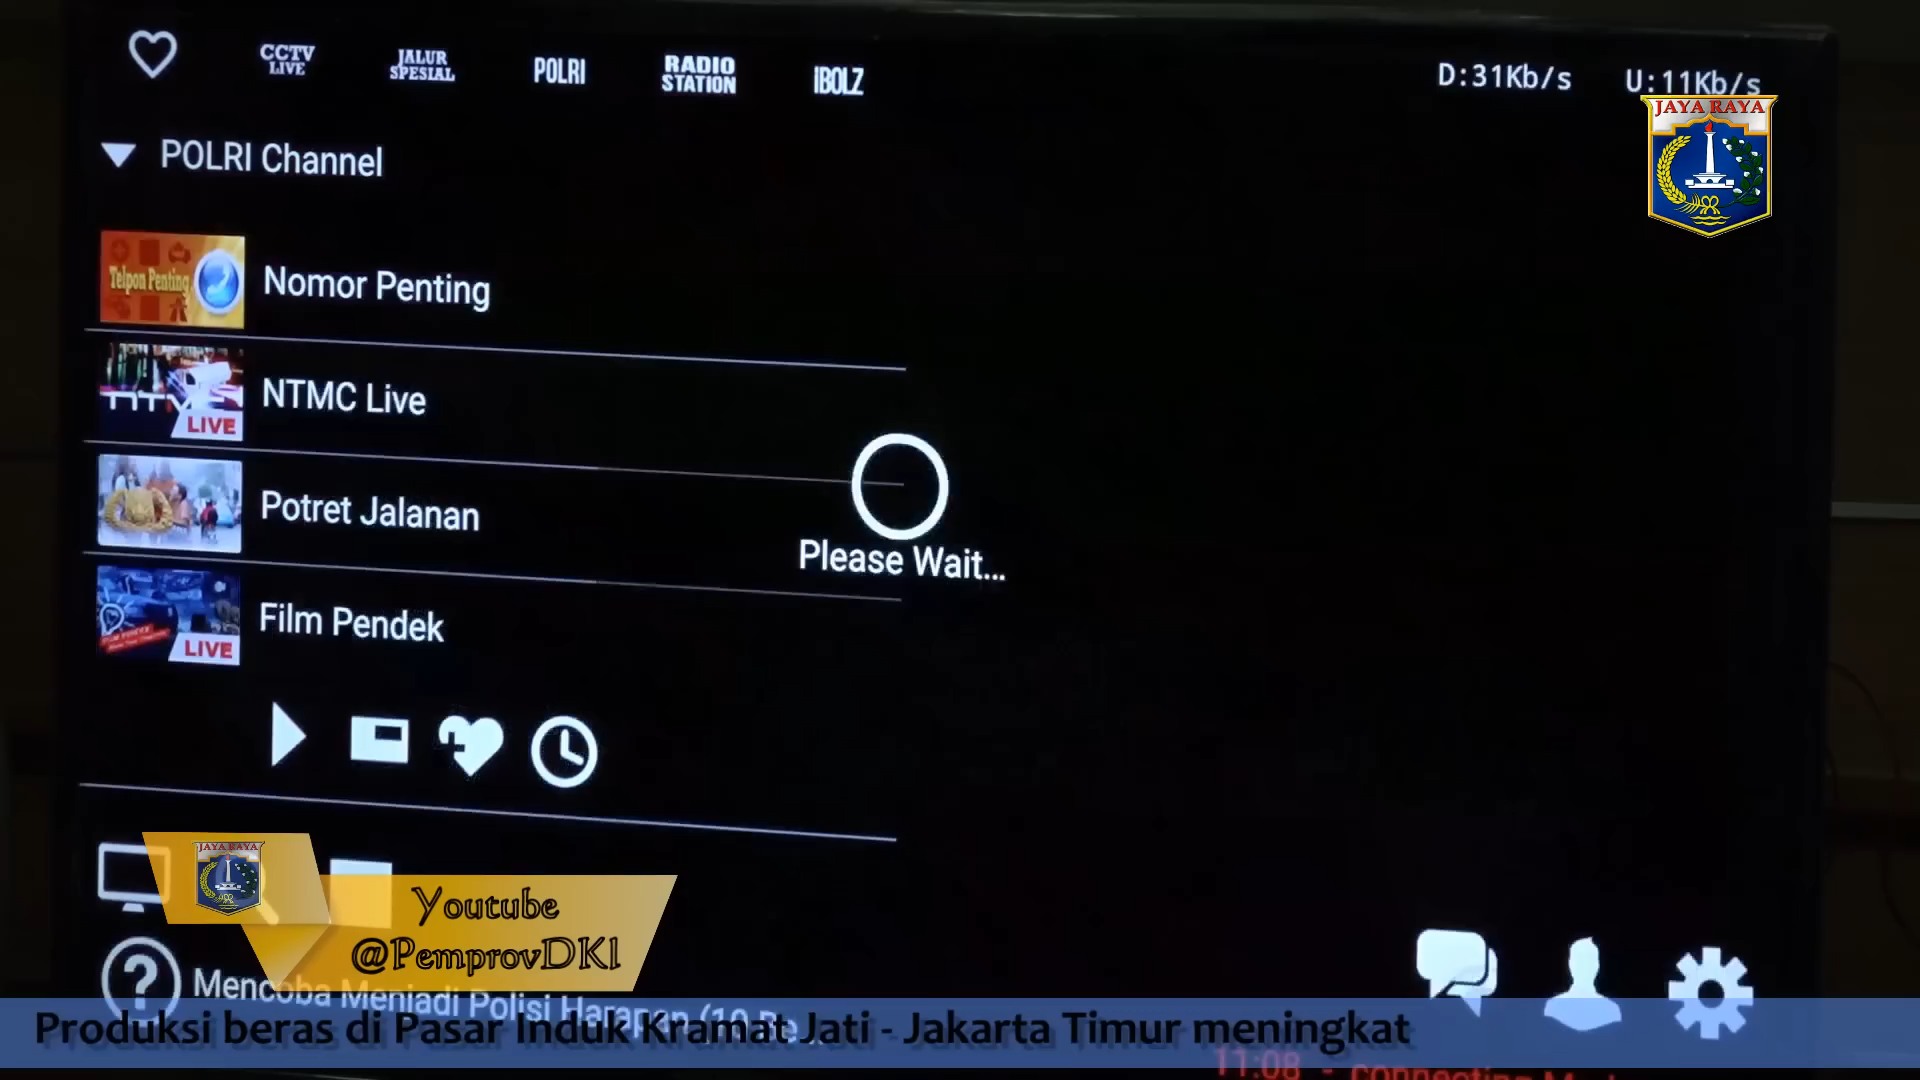 CCTV
LIVE
JALUR
SPESIAL
POLRI
RADIO
STATION
IBOLZ
D:31Kb/s
U:11Kb/s
JAYA RAYA
POLRI Channel
Telpon Penting
Nomor Penting
LIVE
NTMC Live
Potret Jalanan
Please Wait...
LIVE
Film Pendek
JAYA RAYA
Youtube
@PemprovDKI
Mencoba Menjadi Polisi Harapan (10
Produksi beras di Pasar Induk Kramat Jati - Jakarta Timur meningkat
11:08 - connecting